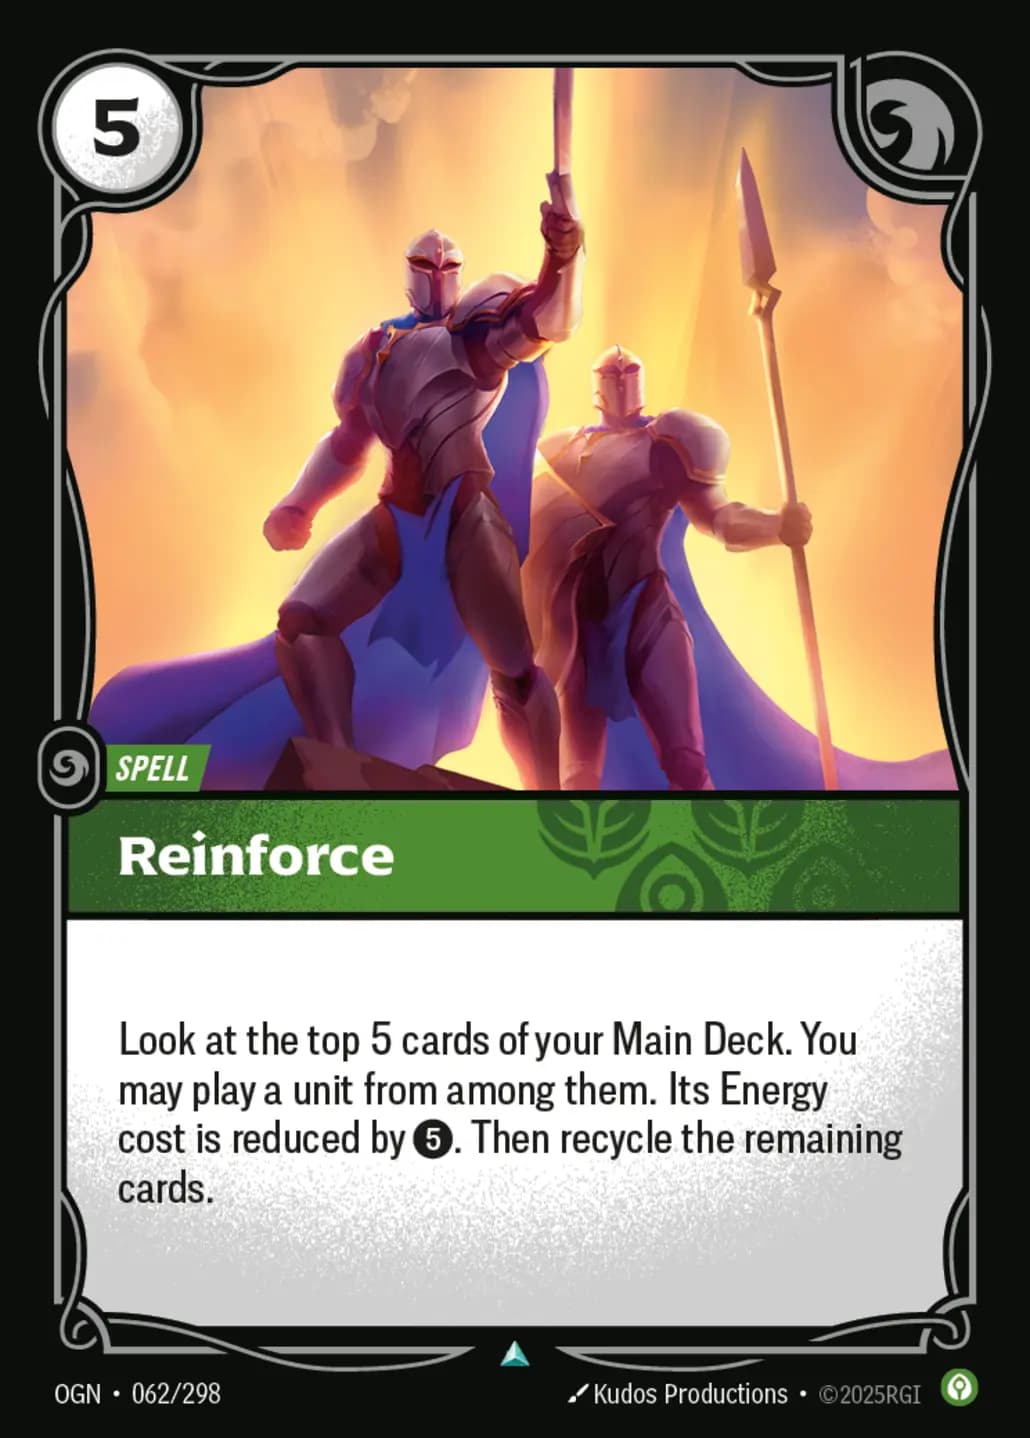 5
SPELL
Reinforce
Look at the top 5 cards of your Main Deck. You
may play a unit from among them. Its Energy
cost is reduced by 5. Then recycle the remaining
cards.
OGN • 062/298
Kudos Productions • ©2025RGI